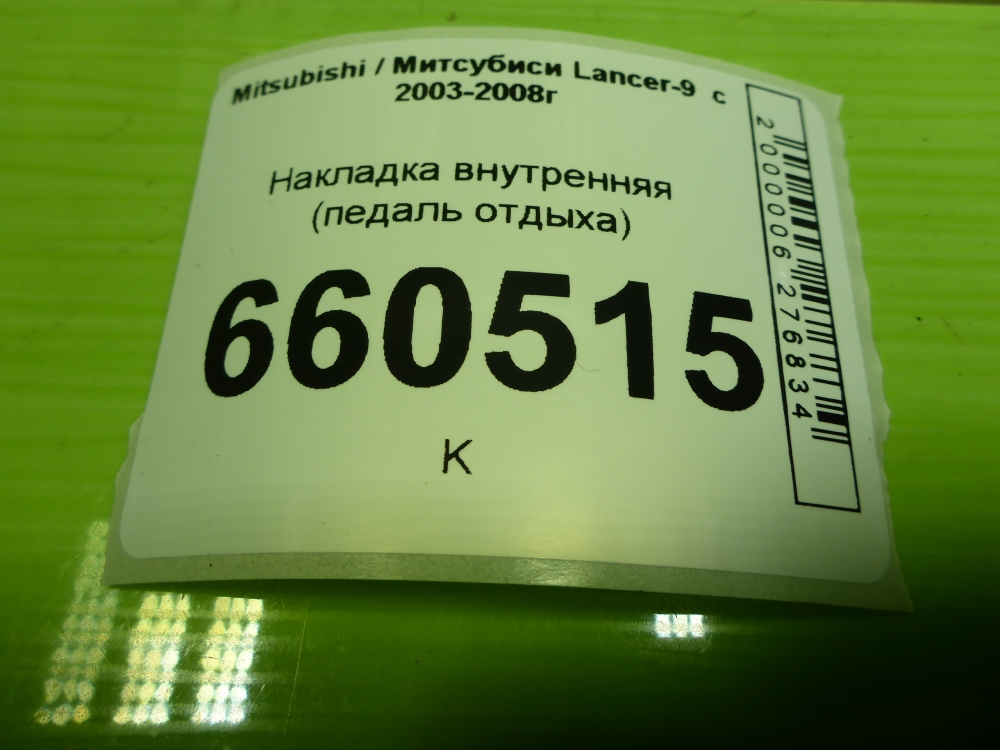 Mitsubishi / Митсубиси Lancer-9 с
2003-2008г
Накладка внутренняя
(педаль отдыха)
660515
К
2000006276834